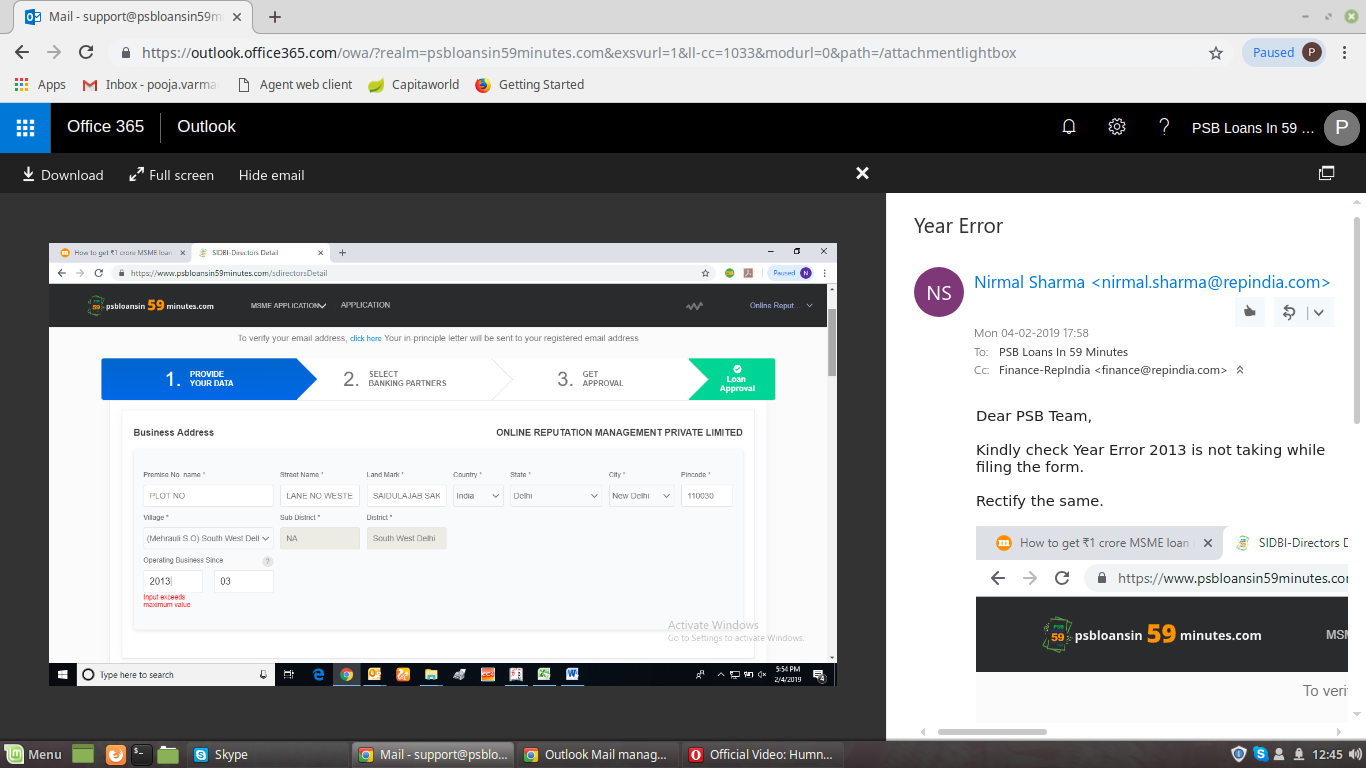 Mail - support@psbloansin59m
https://outlook.office365.com/owa/?realm=psbloansin59minutes.com&exsvurl=1&ll-cc=1033&modurl=0&path=/attachmentlightbox
Paused P
Apps Inbox - pooja.varma Agent web client Capitaworld Getting Started
Office 365 Outlook ? PSB Loans In 59 ... P
Download Full screen Hide email
How to get ₹1 crore MSME loan SIDBI-Directors Detail
https://www.psbloansin59minutes.com/sdirectorsDetail Paused N
psbloansin 59 minutes.com MSME APPLICATION APPLICATION Online Reput...
To verify your email address, click here Your in-principle letter will be sent to your registered email address
1. PROVIDE YOUR DATA
2. SELECT BANKING PARTNERS
3. GET APPROVAL
Loan Approval
Business Address ONLINE REPUTATION MANAGEMENT PRIVATE LIMITED
Premise No. name * Street Name * Land Mark * Country * State * City * Pincode *
PLOT NO LANE NO WESTE SAIDULAJAB SAK India Delhi New Delhi 110030
Village * Sub District * District *
(Mehrauli S.O) South West Dell NA South West Delhi
Operating Business Since ?
2013 03
Input exceeds
maximum value
Activate Windows
Go to Settings to activate Windows.
Type here to search 5:54 PM
2/4/2019
Year Error
NS
Nirmal Sharma <nirmal.sharma@repindia.com>
Mon 04-02-2019 17:58
To: PSB Loans In 59 Minutes
Cc: Finance-RepIndia <finance@repindia.com>
Dear PSB Team,
Kindly check Year Error 2013 is not taking while
filing the form.
Rectify the same.
How to get ₹1 crore MSME loan SIDBI-Directors D
https://www.psbloansin59minutes.co
PSB 59 psbloansin 59 minutes.com MSM
To veri
Menu Skype Mail - support@psblo... Outlook Mail manag... Official Video: Humn... 12:45